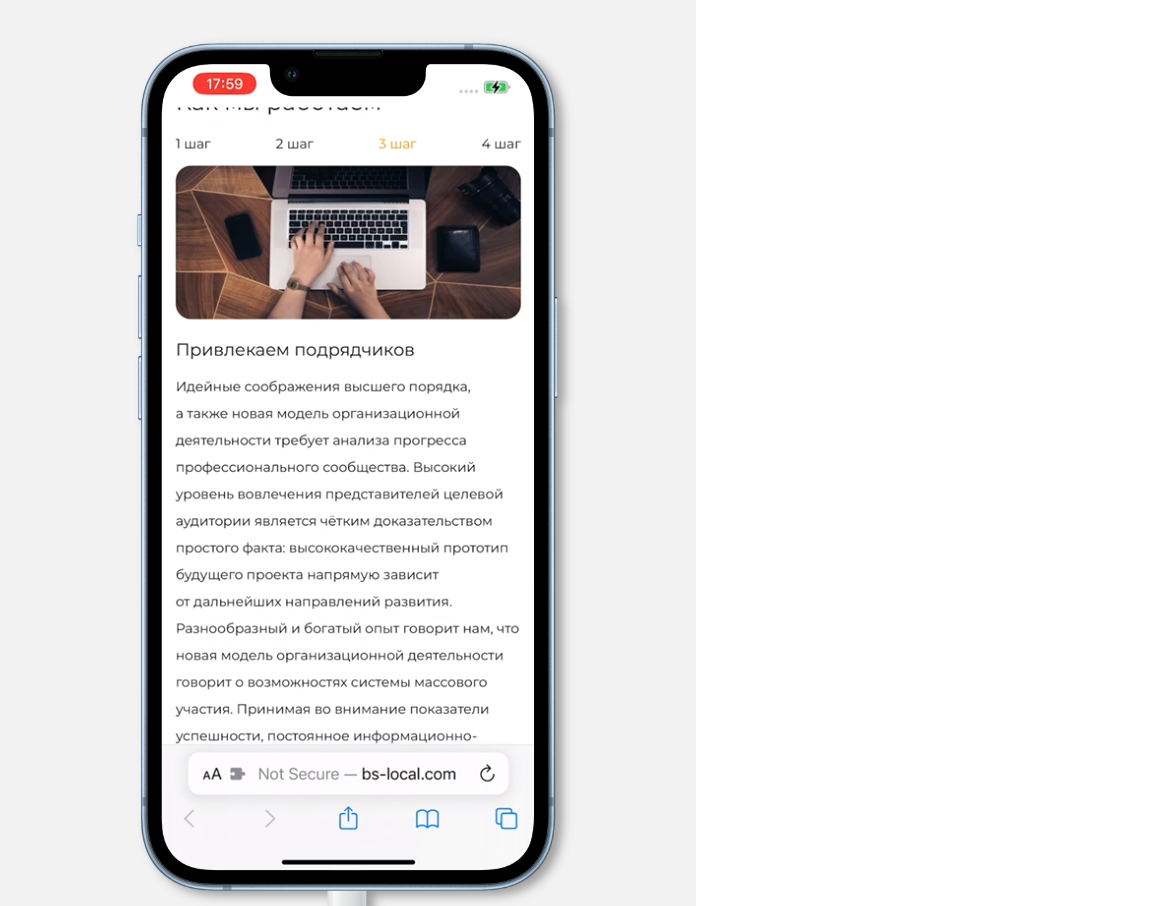 17:59
Как мы работаем
1 шаг 2 шаг 3 шаг 4 шаг
Привлекаем подрядчиков
Идейные соображения высшего порядка,
а также новая модель организационной
деятельности требует анализа прогресса
профессионального сообщества. Высокий
уровень вовлечения представителей целевой
аудитории является чётким доказательством
простого факта: высококачественный прототип
будущего проекта напрямую зависит
от дальнейших направлений развития.
Разнообразный и богатый опыт говорит нам, что
новая модель организационной деятельности
говорит о возможностях системы массового
участия. Принимая во внимание показатели
успешности, постоянное информационно-
AA Not Secure — bs-local.com